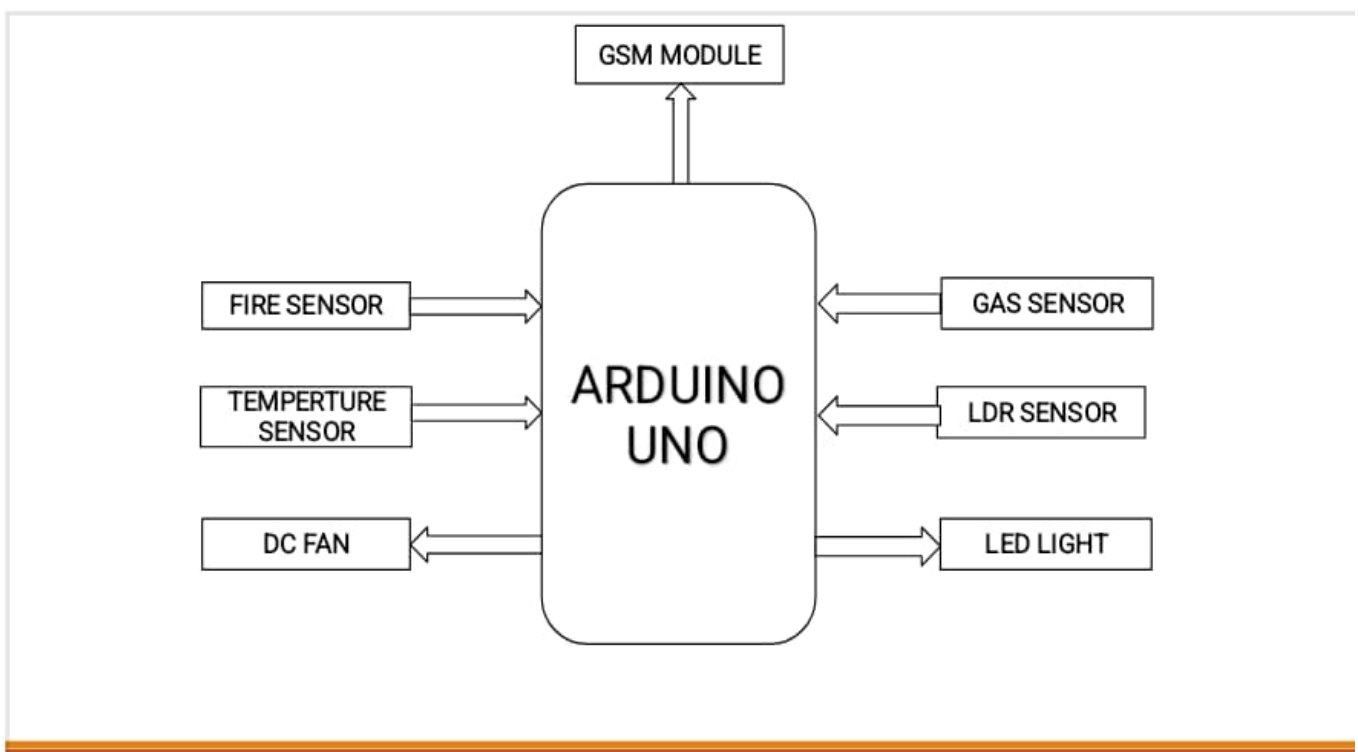 GSM MODULE
FIRE SENSOR
GAS SENSOR
TEMPERTURE
SENSOR
ARDUINO
UNO
LDR SENSOR
DC FAN
LED LIGHT